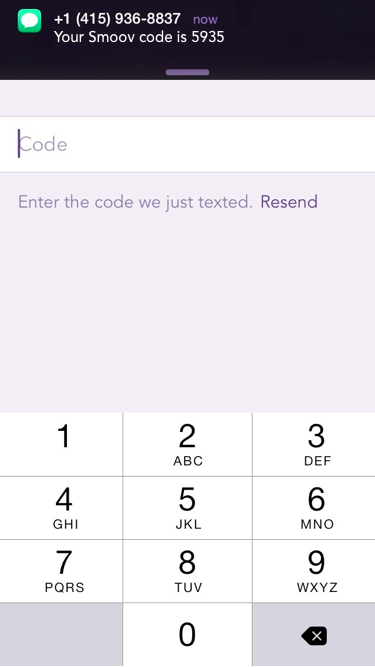 +1 (415) 936-8837 now
Your Smoov code is 5935
Code
Enter the code we just texted. Resend
1 2 3
ABC DEF
4 5 6
GHI JKL MNO
7 8 9
PQRS TUV WXYZ
0